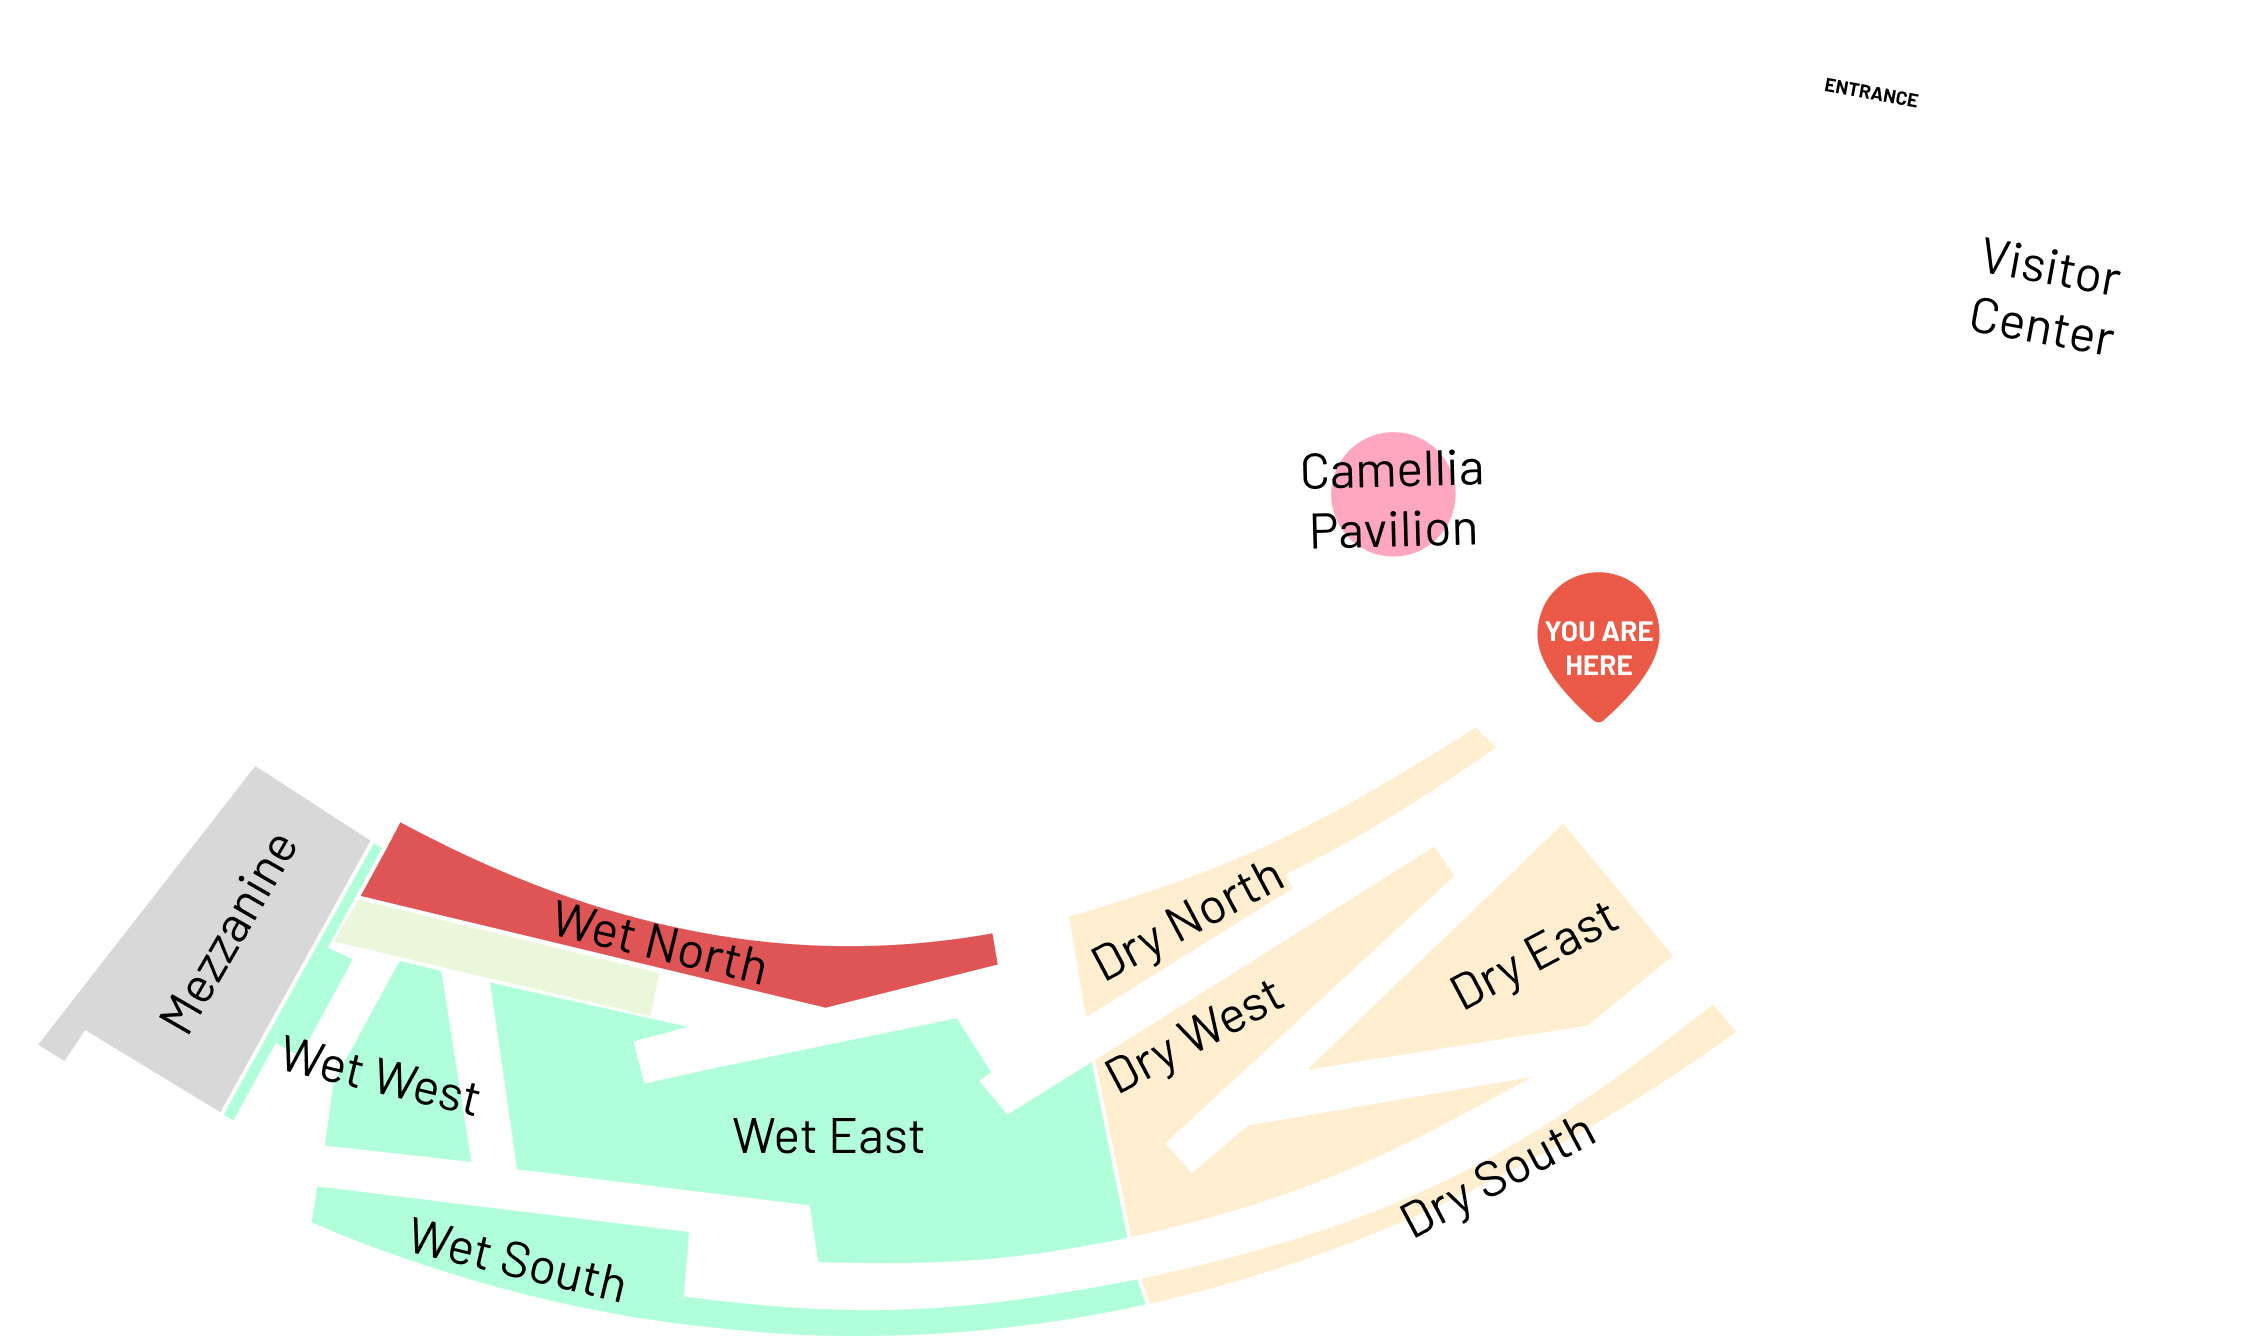 ENTRANCE
Visitor
Center
Camellia
Pavilion
YOU ARE
HERE
Mezzanine
Wet North
Dry North
Dry East
Dry West
Wet West
Wet East
Dry South
Wet South